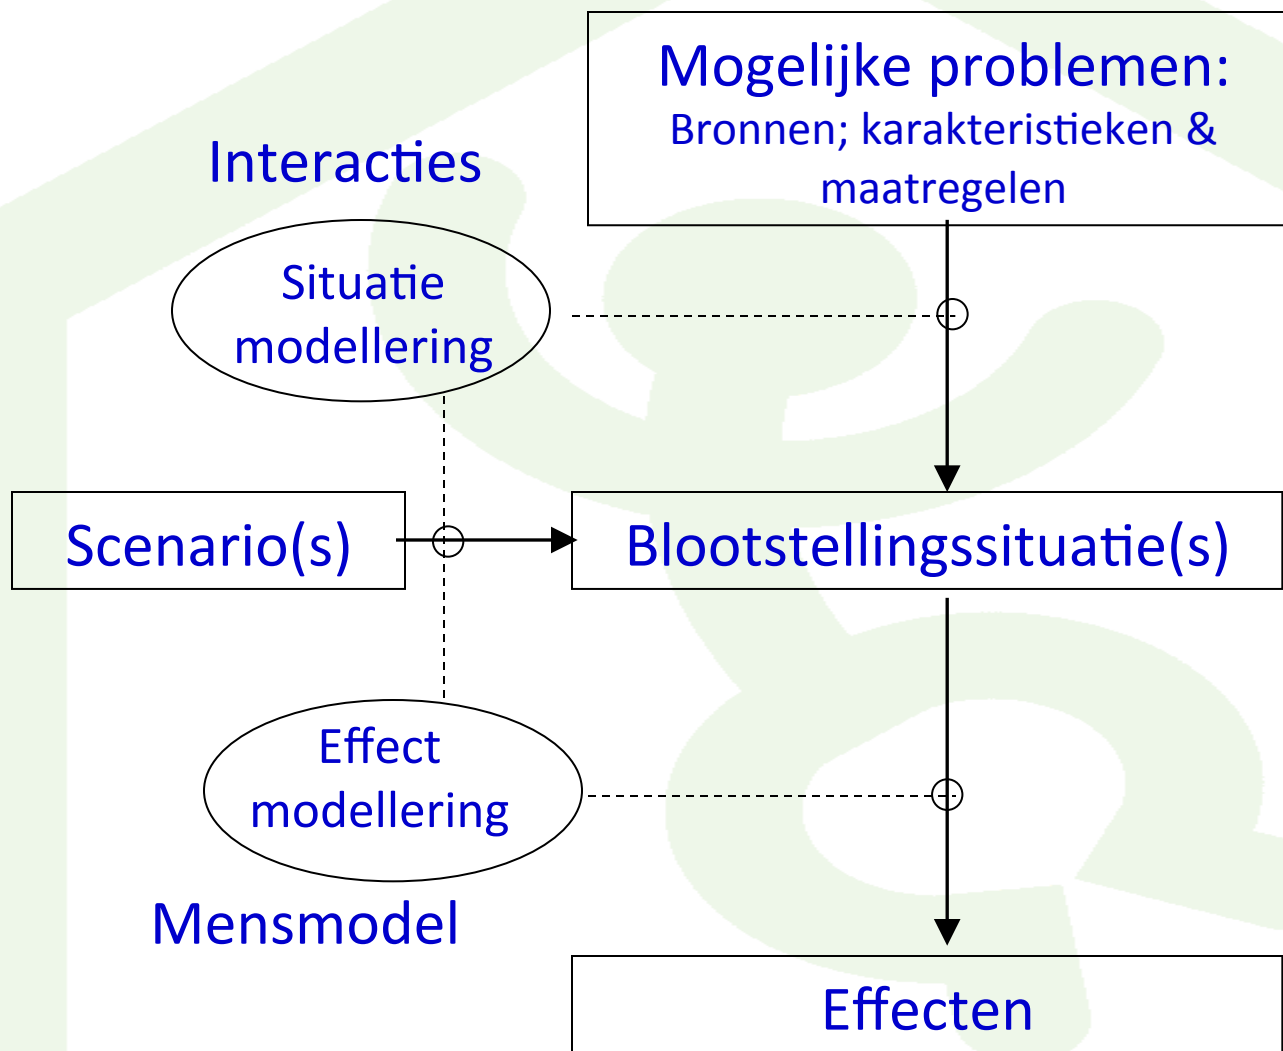 Mogelijke problemen:
Bronnen; karakteristieken &
maatregelen
Interacties
Situatie
modellering
Scenario(s)
Blootstellingssituatie(s)
Effect
modellering
Mensmodel
Effecten